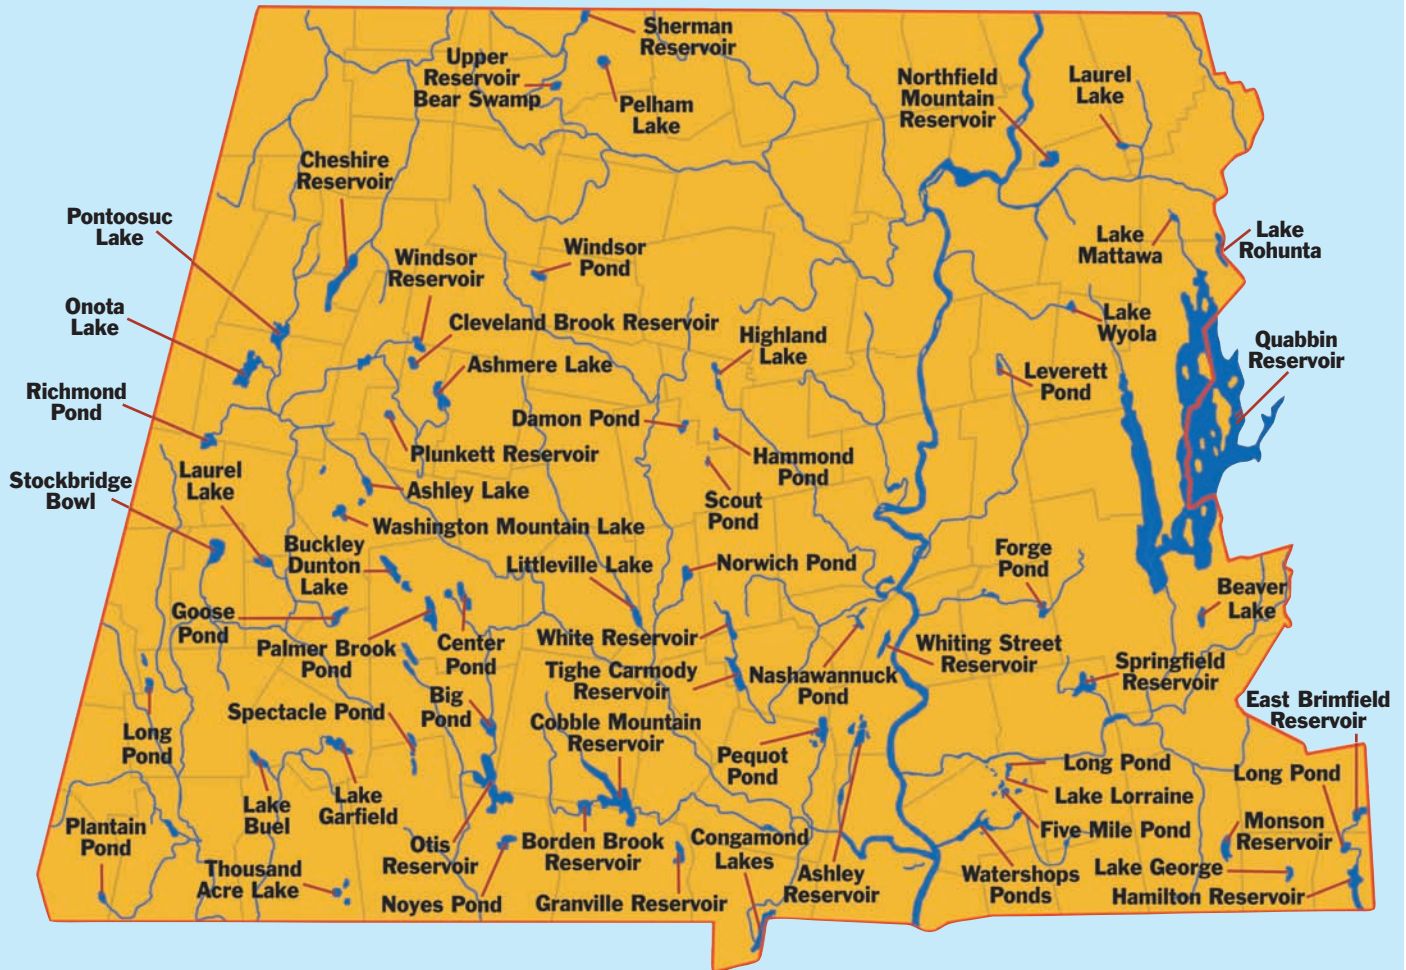 Sherman
Reservoir
Upper
Reservoir
Bear Swamp
Pelham
Lake
Northfield
Mountain
Reservoir
Laurel
Lake
Cheshire
Reservoir
Pontoosuc
Lake
Windsor
Reservoir
Windsor
Pond
Lake
Mattawa
Lake
Rohunta
Onota
Lake
Cleveland Brook Reservoir
Highland
Lake
Lake
Wyola
Quabbin
Reservoir
Ashmere Lake
Leverett
Pond
Richmond
Pond
Damon Pond
Plunkett Reservoir
Hammond
Pond
Laurel
Lake
Stockbridge
Bowl
Ashley Lake
Scout
Pond
Washington Mountain Lake
Buckley
Dunton
Lake
Littleville Lake
Norwich Pond
Forge
Pond
Beaver
Lake
Goose
Pond
Palmer Brook
Pond
Center
Pond
White Reservoir
Whiting Street
Reservoir
Tighe Carmody
Reservoir
Nashawannuck
Pond
Springfield
Reservoir
Long
Pond
Spectacle Pond
Big
Pond
Cobble Mountain
Reservoir
East Brimfield
Reservoir
Pequot
Pond
Long Pond
Long Pond
Lake
Buel
Lake
Garfield
Lake Lorraine
Plantain
Pond
Otis
Reservoir
Borden Brook
Reservoir
Congamond
Lakes
Five Mile Pond
Monson
Reservoir
Thousand
Acre Lake
Ashley
Reservoir
Watershops
Ponds
Lake George
Noyes Pond
Granville Reservoir
Hamilton Reservoir